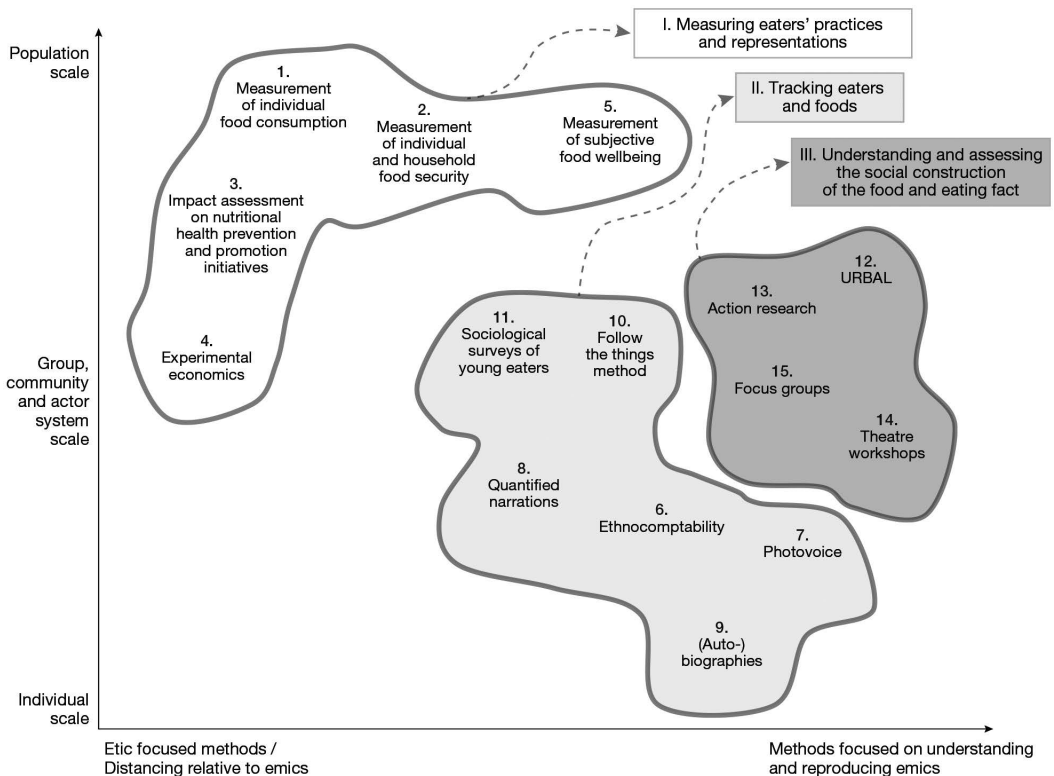 Population
scale
I. Measuring eaters’ practices
and representations
II. Tracking eaters
and foods
III. Understanding and assessing
the social construction
of the food and eating fact
1.
Measurement
of individual
food consumption
2.
Measurement
of individual
and household
food security
5.
Measurement
of subjective
food wellbeing
3.
Impact assessment
on nutritional
health prevention
and promotion
initiatives
4.
Experimental
economics
Group,
community
and actor
system
scale
12.
URBAL
13.
Action research
11.
Sociological
surveys of
young eaters
10.
Follow
the things
method
15.
Focus groups
14.
Theatre
workshops
8.
Quantified
narrations
6.
Ethnocomptability
7.
Photovoice
9.
(Auto-)
biographies
Individual
scale
Etic focused methods /
Distancing relative to emics
Methods focused on understanding
and reproducing emics